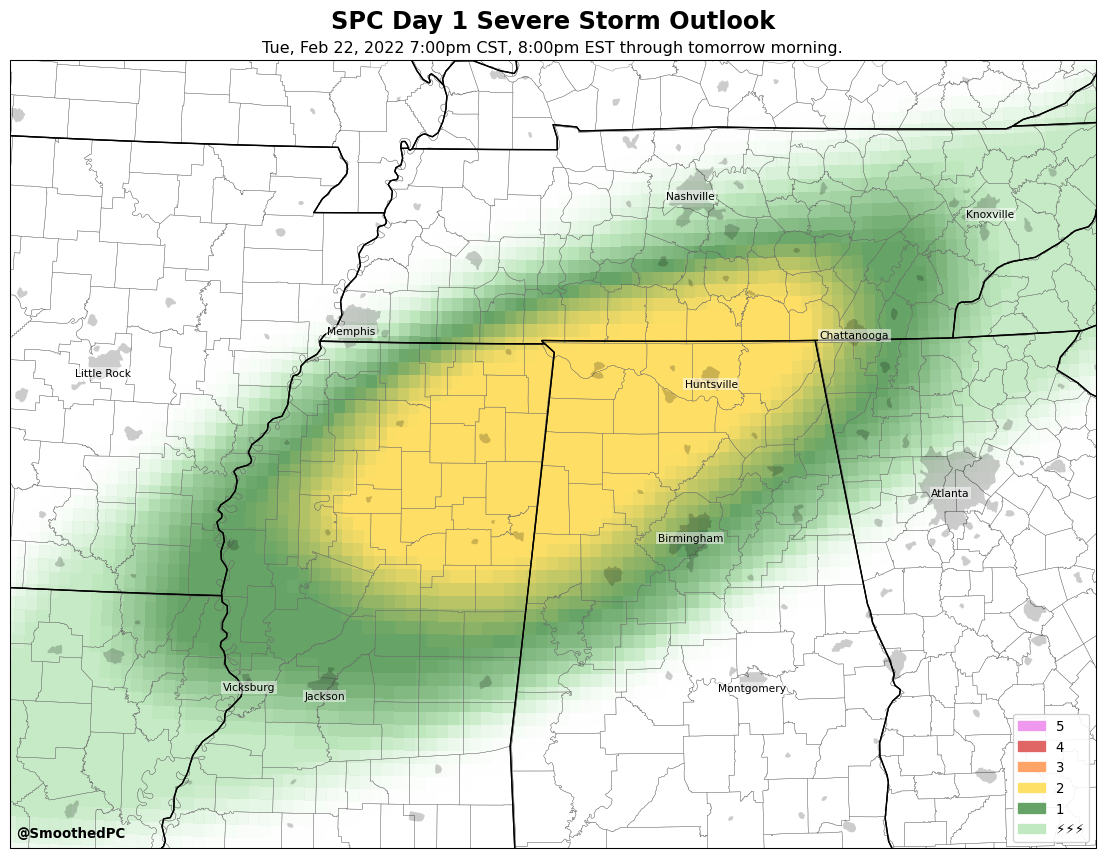 SPC Day 1 Severe Storm Outlook
Tue, Feb 22, 2022 7:00pm CST, 8:00pm EST through tomorrow morning.
Nashville
Knoxville
Memphis
Chattanooga
Little Rock
Huntsville
Atlanta
Birmingham
Vicksburg
Jackson
Montgomery
5
4
3
2
1
⚡⚡⚡
@SmoothedPC